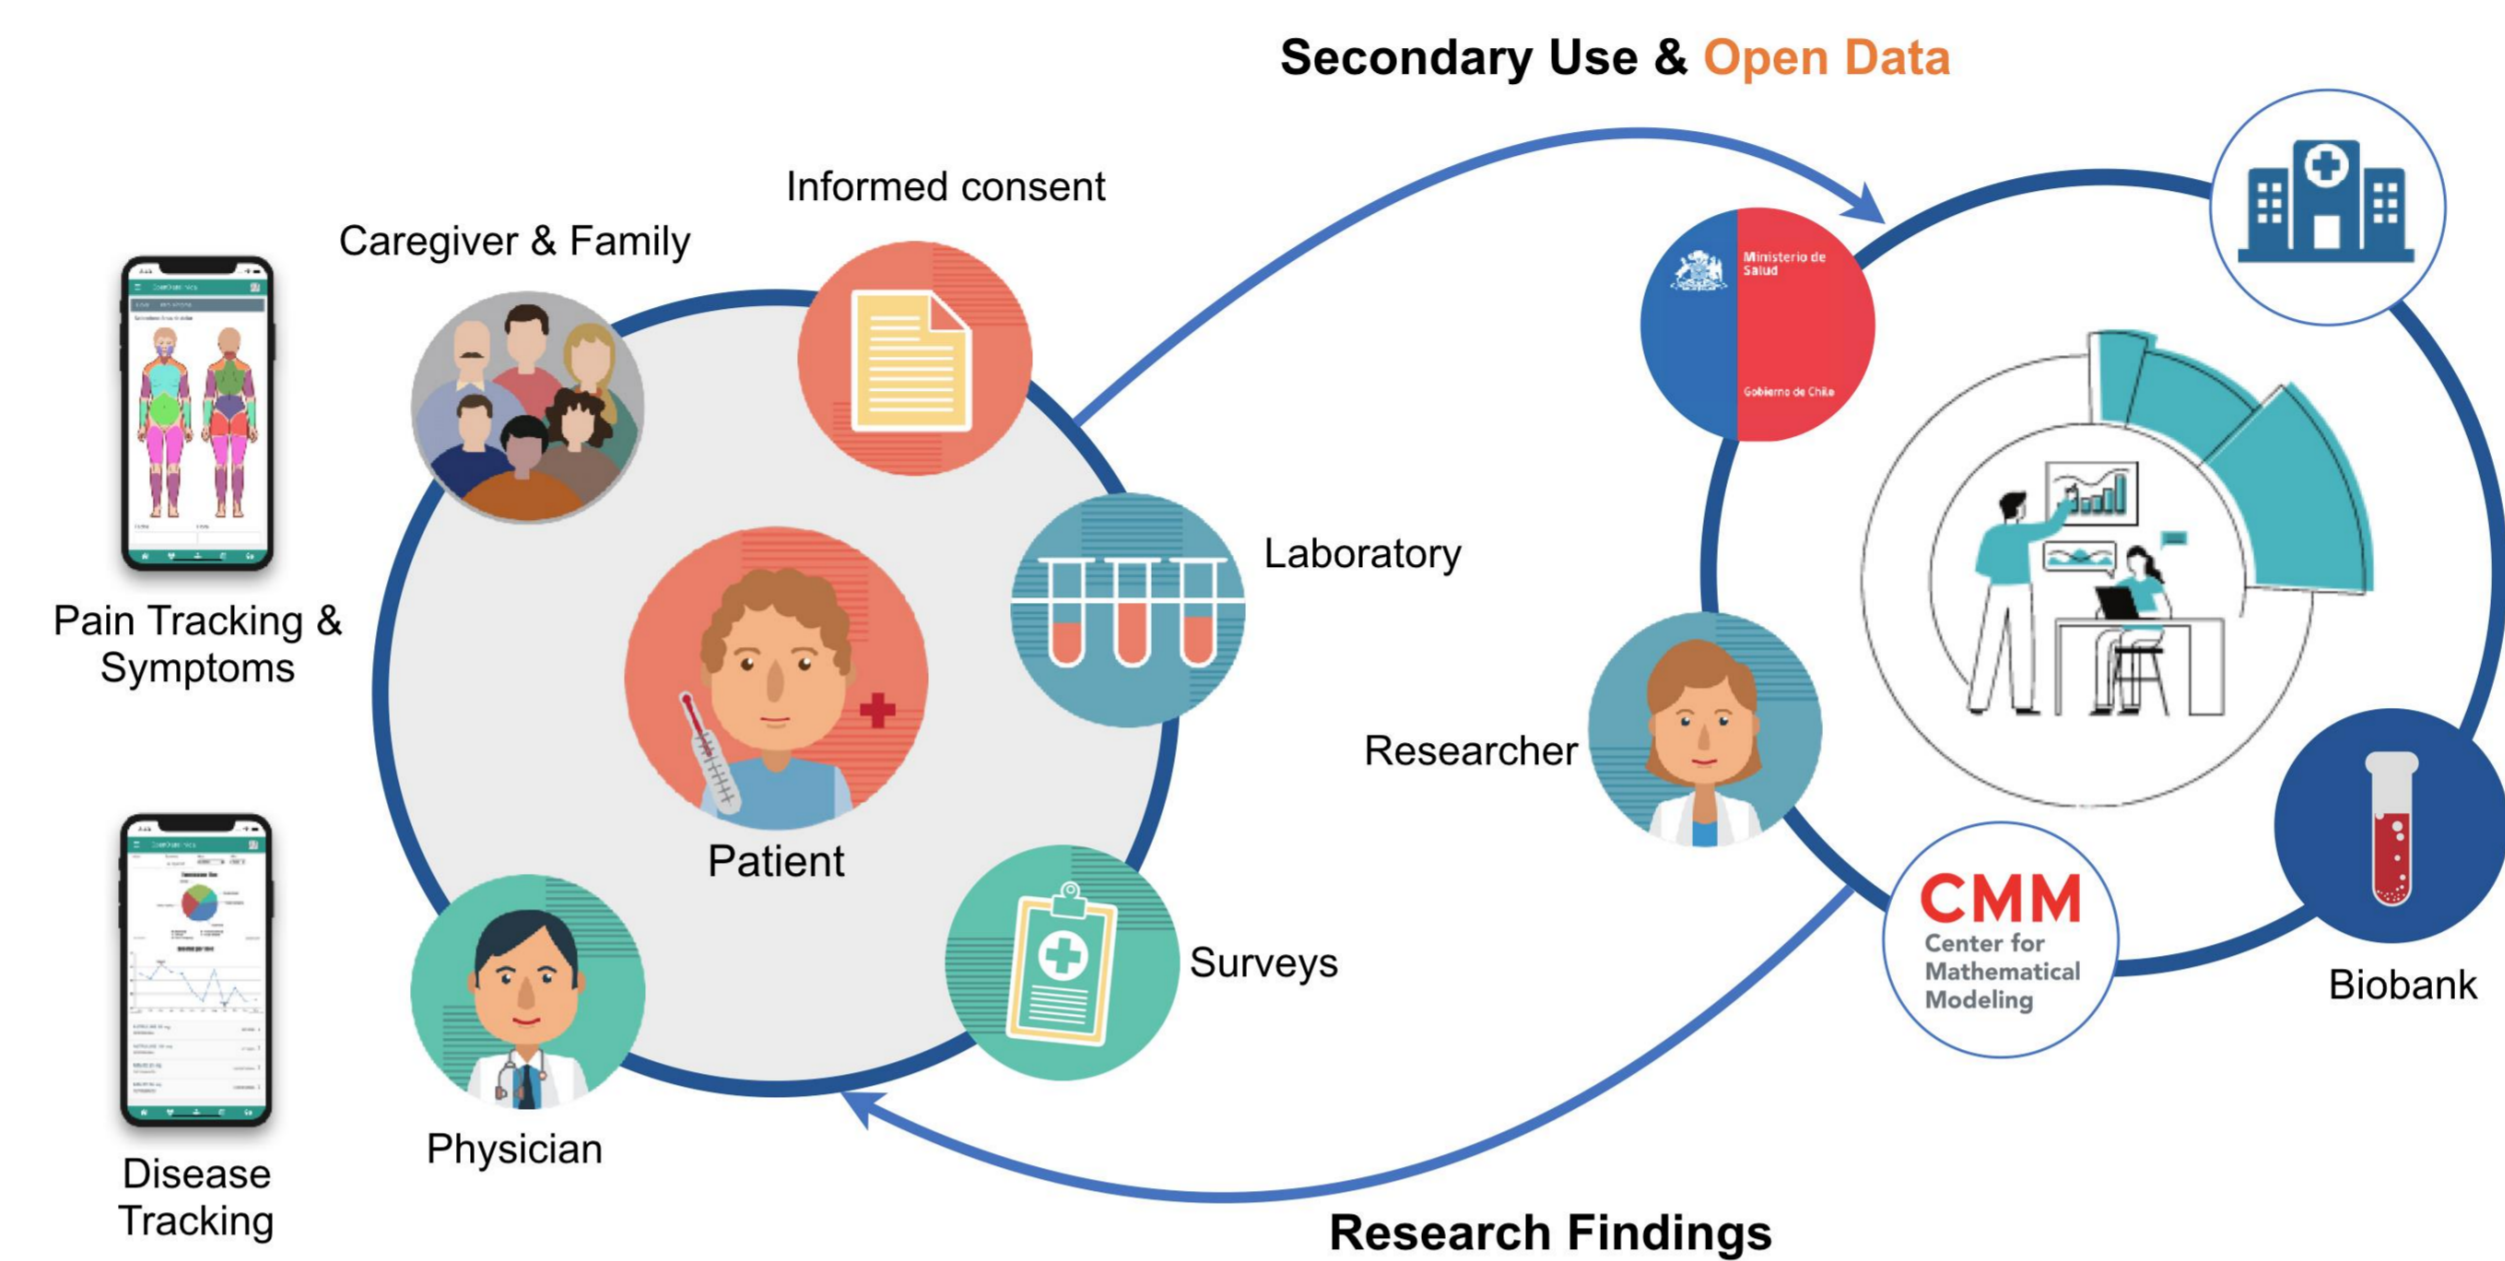 Secondary Use & Open Data
Informed consent
Caregiver & Family
Ministerio de
Salud
Gobierno de Chile
Laboratory
Pain Tracking &
Symptoms
Researcher
Patient
CMM
Center for
Mathematical
Modeling
Surveys
Biobank
Physician
Disease
Tracking
Research Findings